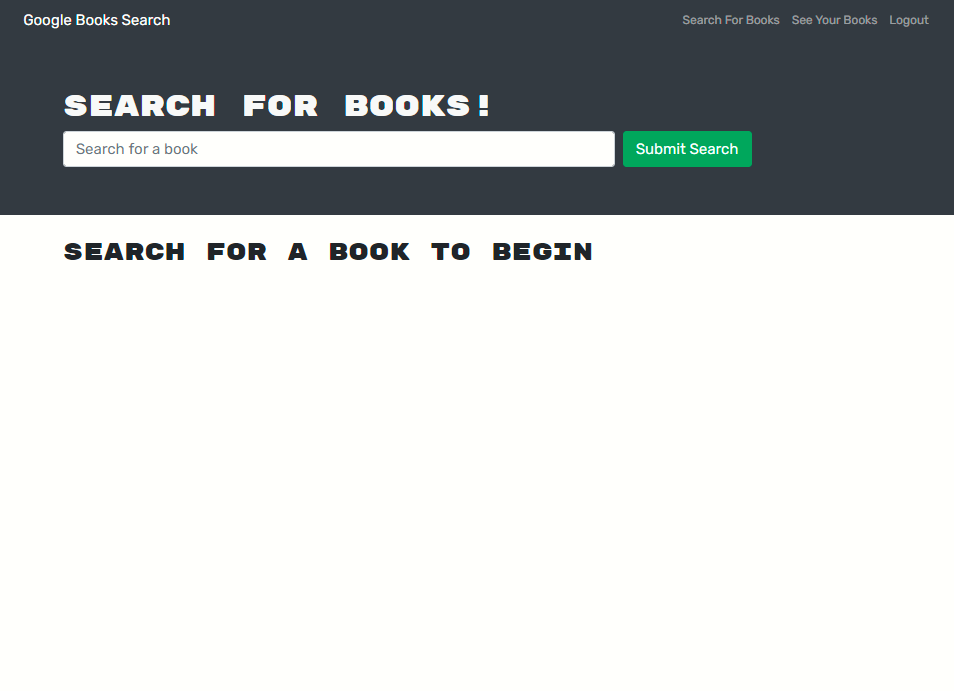 Google Books Search
Search For Books See Your Books Logout
SEARCH FOR BOOKS!
Search for a book
Submit Search
SEARCH FOR A BOOK TO BEGIN